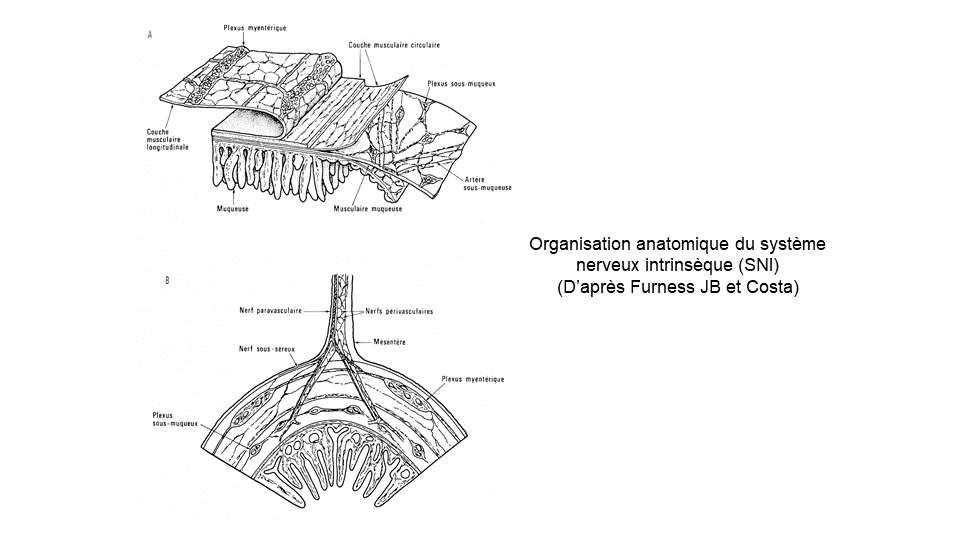 A
Plexus myentérique
Couche musculaire circulaire
Plexus sous-muqueux
Couche
musculaire
longitudinale
Artère
sous-muqueuse
Muqueuse
Musculaire muqueuse
Organisation anatomique du système
nerveux intrinsèque (SNI)
(D’après Furness JB et Costa)
B
Nerf paravasculaire
Nerfs périvasculaires
Mésentère
Nerf sous-séreux
Plexus myentérique
Plexus
sous-muqueux